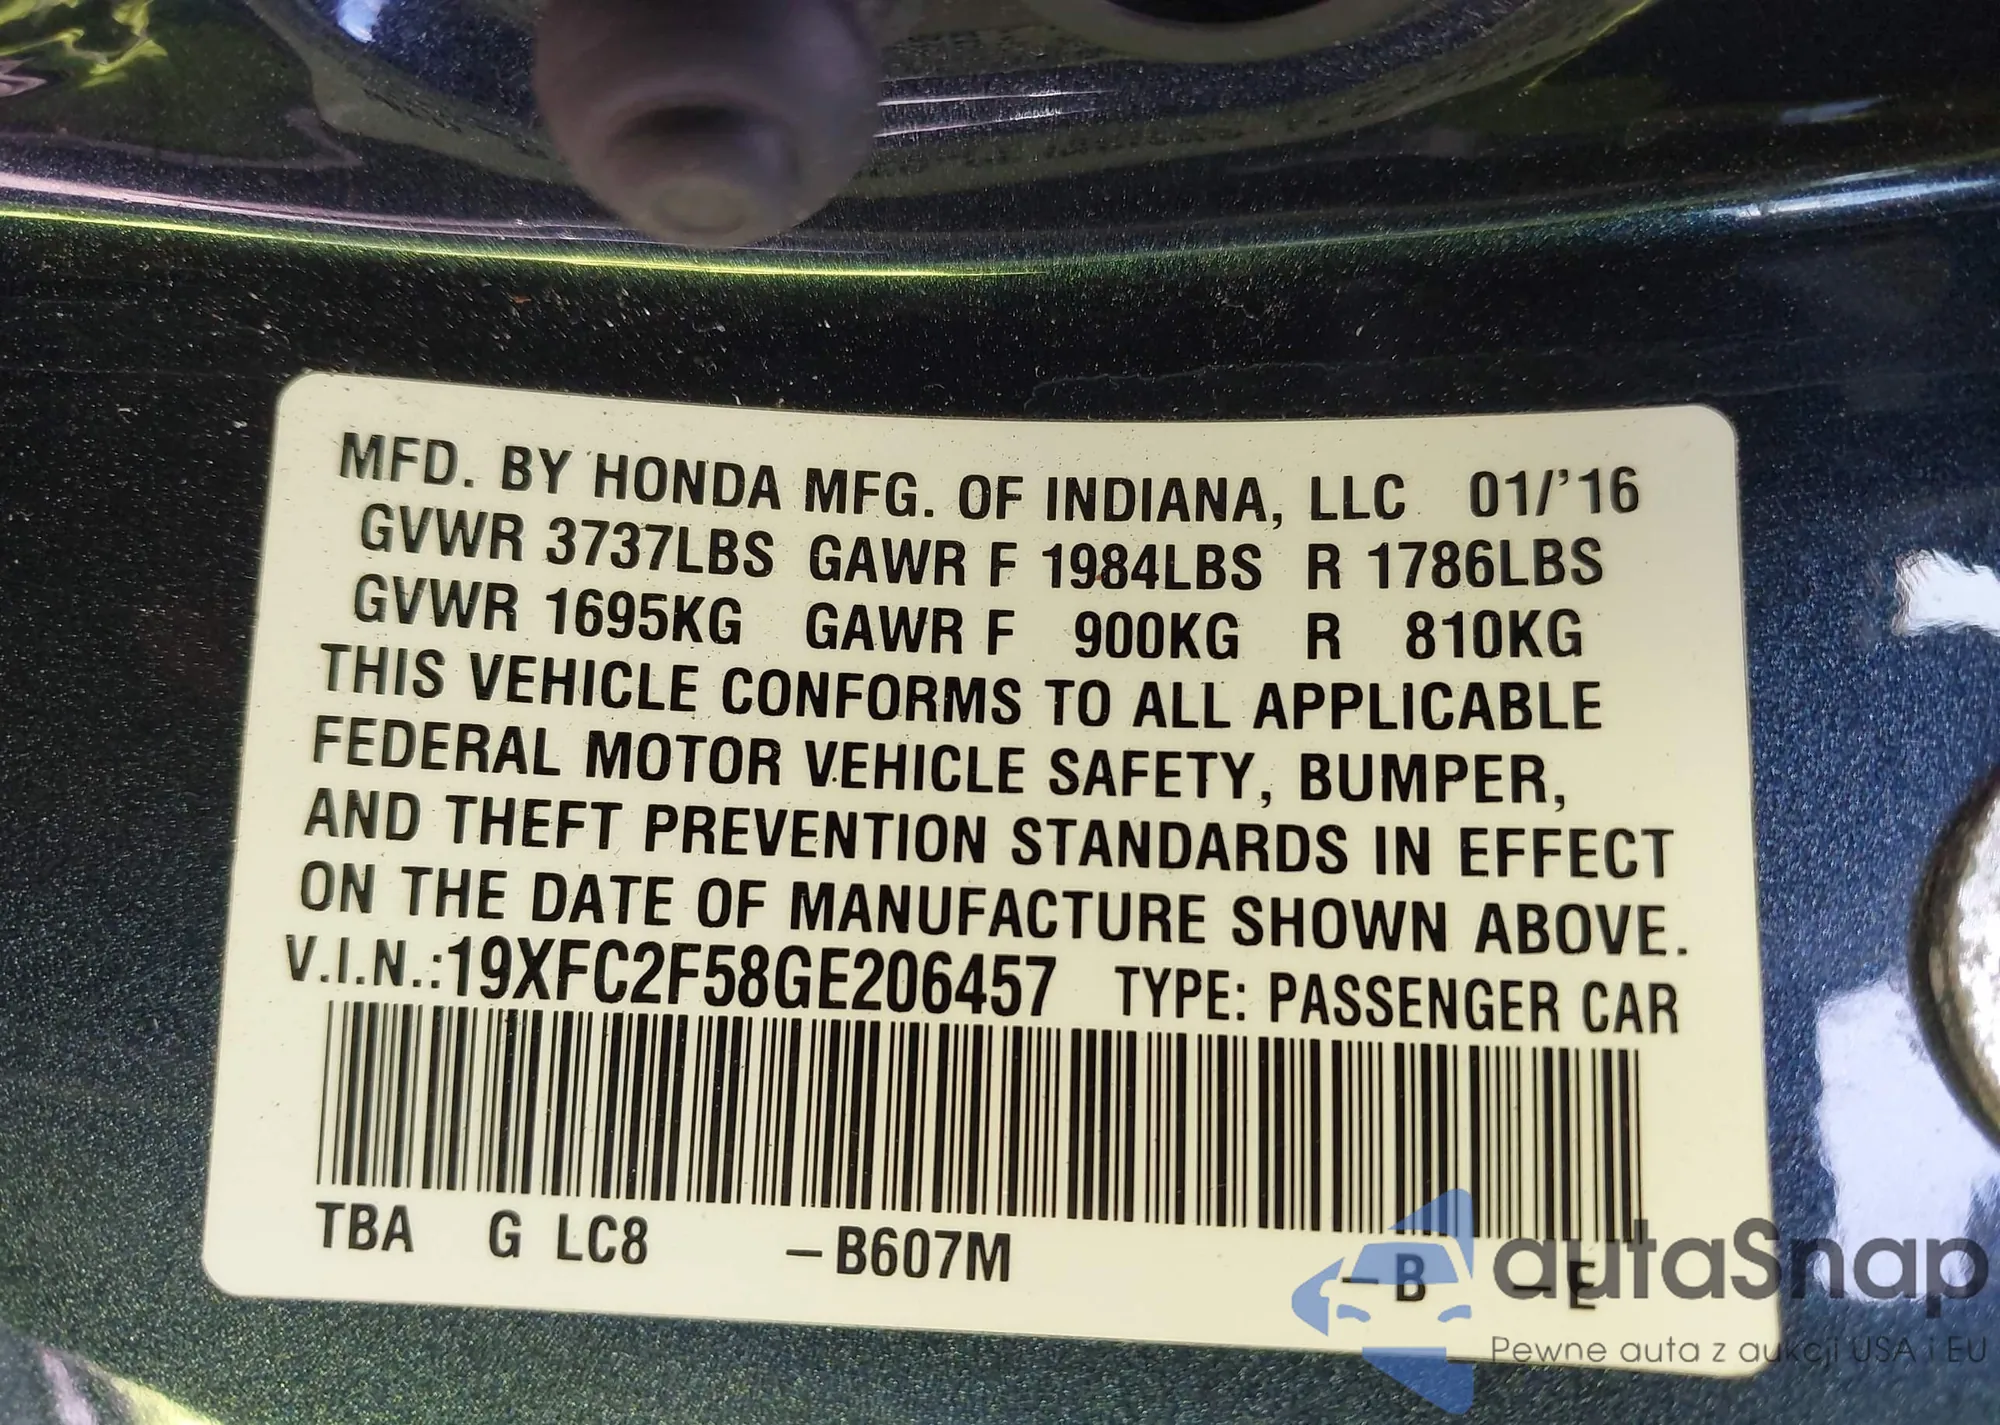 MFD. BY HONDA MFG. OF INDIANA, LLC 01/'16
GVWR 3737LBS GAWR F 1984LBS R 1786LBS
GVWR 1695KG GAWR F 900KG R 810KG
THIS VEHICLE CONFORMS TO ALL APPLICABLE
FEDERAL MOTOR VEHICLE SAFETY, BUMPER,
AND THEFT PREVENTION STANDARDS IN EFFECT
ON THE DATE OF MANUFACTURE SHOWN ABOVE.
V.I.N.:19XFC2F58GE206457 TYPE: PASSENGER CAR
TBA G LC8 –B607M –B –E
autaSnap
Pewne auta z aukcji USA i EU